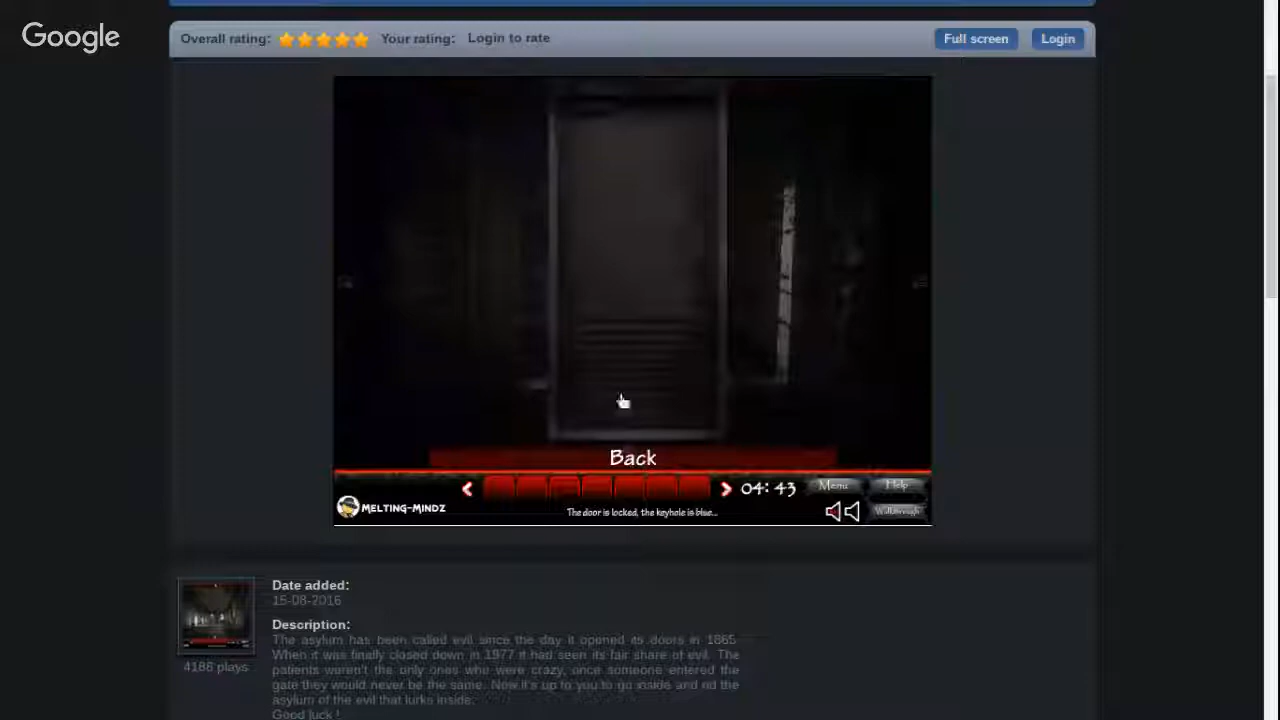 Google
Overall rating: Your rating: Login to rate Full screen Login
Back
04:43 Menu Help
MELTING-MINDZ The door is locked, the keyhole is blue... Walkthrough
Date added:
15-08-2016
Description:
The asylum has been called evil since the day it opened its doors in 1865.
When it was finally closed down in 1977 it had seen its fair share of evil. The
patients weren't the only ones who were crazy, once someone entered the
gate they would never be the same. Now it's up to you to go inside and rid the
asylum of the evil that lurks inside.
Good luck !
4186 plays